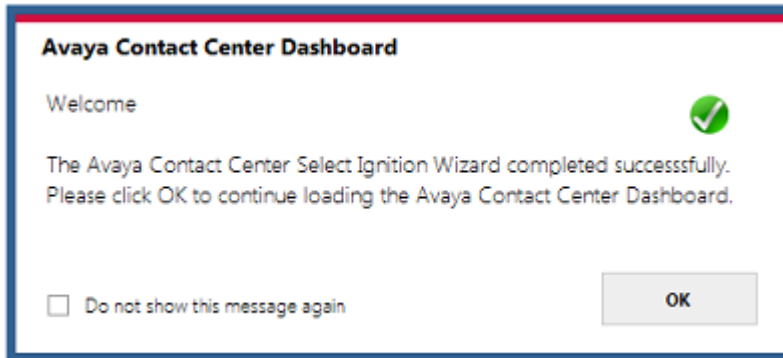 Avaya Contact Center Dashboard
Welcome
The Avaya Contact Center Select Ignition Wizard completed successsfully.
Please click OK to continue loading the Avaya Contact Center Dashboard.
Do not show this message again
OK